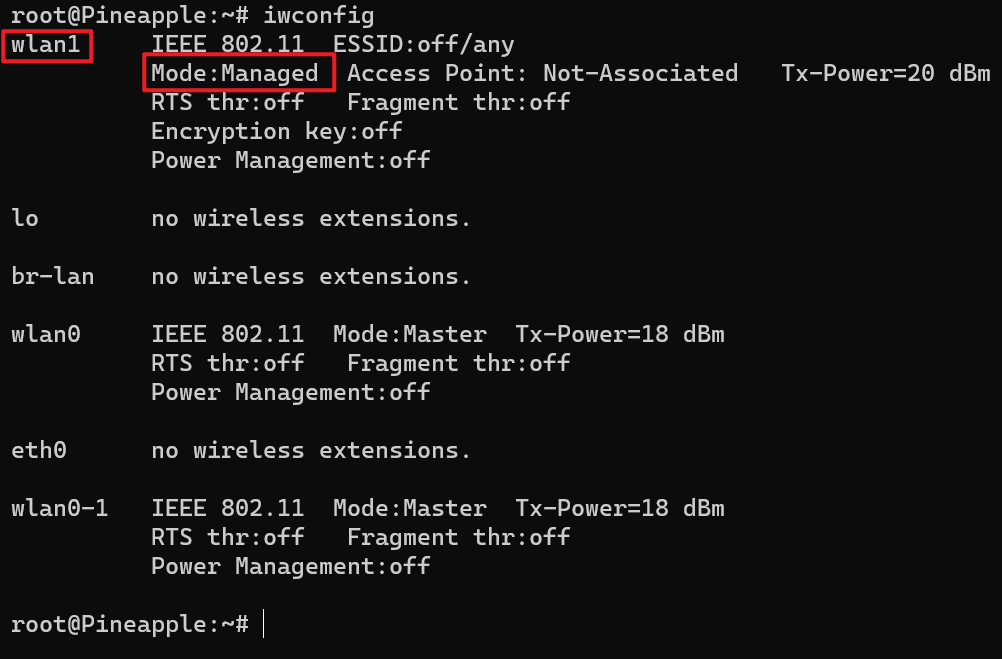 root@Pineapple:~# iwconfig
wlan1     IEEE 802.11  ESSID:off/any
          Mode:Managed  Access Point: Not-Associated   Tx-Power=20 dBm
          RTS thr:off   Fragment thr:off
          Encryption key:off
          Power Management:off

lo        no wireless extensions.

br-lan    no wireless extensions.

wlan0     IEEE 802.11  Mode:Master  Tx-Power=18 dBm
          RTS thr:off   Fragment thr:off
          Power Management:off

eth0      no wireless extensions.

wlan0-1   IEEE 802.11  Mode:Master  Tx-Power=18 dBm
          RTS thr:off   Fragment thr:off
          Power Management:off

root@Pineapple:~#